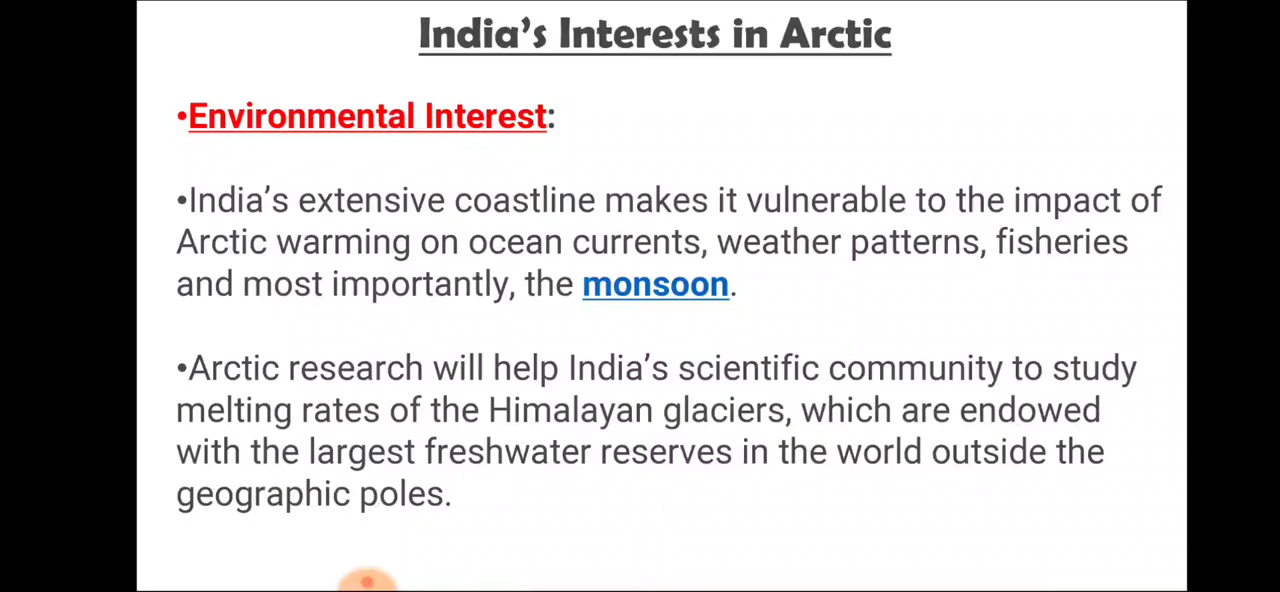 India's Interests in Arctic
•Environmental Interest:
•India's extensive coastline makes it vulnerable to the impact of
Arctic warming on ocean currents, weather patterns, fisheries
and most importantly, the monsoon.
•Arctic research will help India's scientific community to study
melting rates of the Himalayan glaciers, which are endowed
with the largest freshwater reserves in the world outside the
geographic poles.